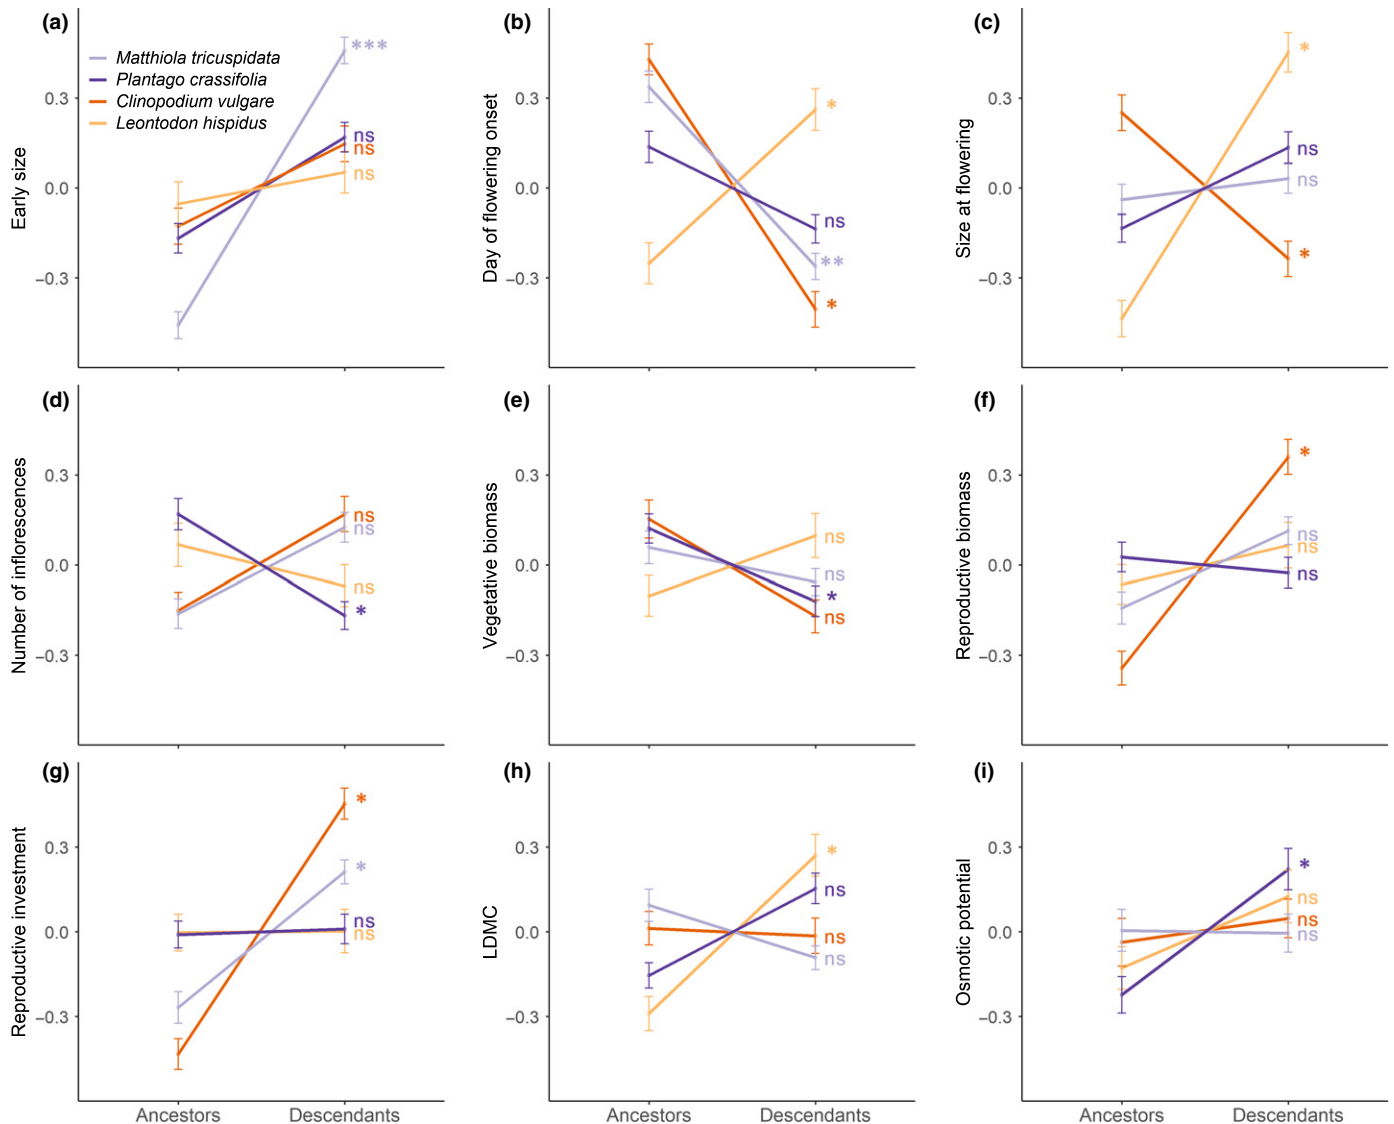 (a)
Matthiola tricuspidata
Plantago crassifolia
Clinopodium vulgare
Leontodon hispidus
Early size
0.3
0.0
−0.3
***
ns
ns
ns
(b)
Day of flowering onset
0.3
0.0
−0.3
*
ns
**
*
(c)
Size at flowering
0.3
0.0
−0.3
*
ns
ns
*
(d)
Number of inflorescences
0.3
0.0
−0.3
ns
ns
ns
*
(e)
Vegetative biomass
0.3
0.0
−0.3
ns
ns
*
ns
(f)
Reproductive biomass
0.3
0.0
−0.3
*
ns
ns
ns
(g)
Reproductive investment
0.3
0.0
−0.3
*
*
ns
ns
Ancestors Descendants
(h)
LDMC
0.3
0.0
−0.3
*
ns
ns
ns
Ancestors Descendants
(i)
Osmotic potential
0.3
0.0
−0.3
*
ns
ns
ns
Ancestors Descendants